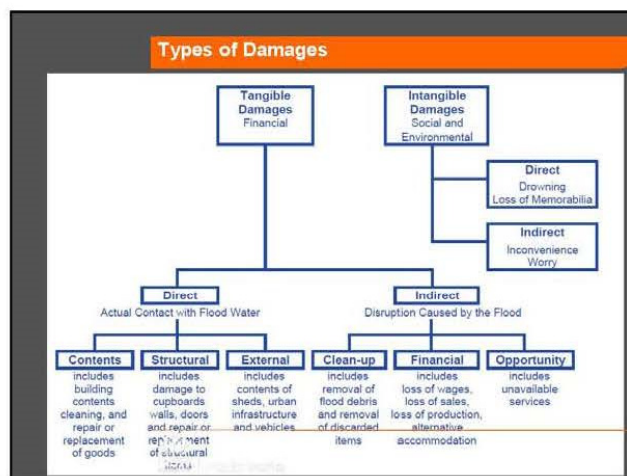 Types of Damages
Tangible
Damages
Financial
Intangible
Damages
Social and
Environmental
Direct
Drowning
Loss of Memorabilia
Indirect
Inconvenience
Worry
Direct
Actual Contact with Flood Water
Indirect
Disruption Caused by the Flood
Contents
includes
building
contents
cleaning, and
repair or
replacement
of goods
Structural
includes
damage to
cupboards
walls, doors
and repair or
replacement
of structural
items
External
includes
contents of
sheds, urban
infrastructure
and vehicles
Clean-up
includes
removal of
flood debris
and removal
of discarded
items
Financial
includes
loss of wages,
loss of sales,
loss of production,
alternative
accommodation
Opportunity
includes
unavailable
services